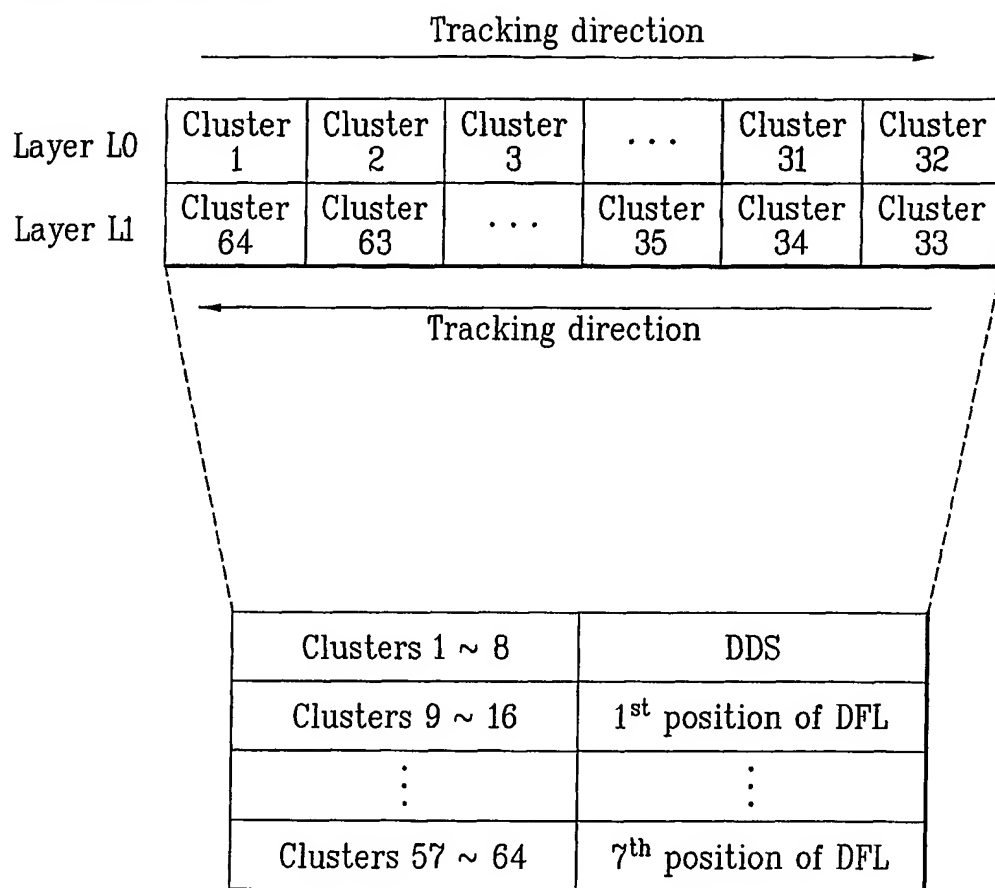 Tracking direction
Layer L0
Cluster 1
Cluster 2
Cluster 3
...
Cluster 31
Cluster 32
Layer L1
Cluster 64
Cluster 63
...
Cluster 35
Cluster 34
Cluster 33
Tracking direction
Clusters 1 ~ 8
DDS
Clusters 9 ~ 16
1st position of DFL
⋮
⋮
Clusters 57 ~ 64
7th position of DFL